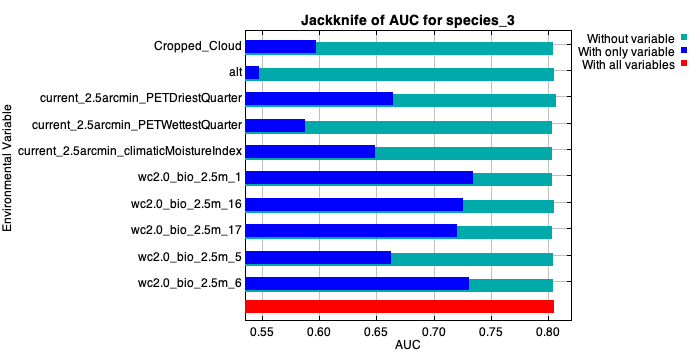 Jackknife of AUC for species_3
Without variable
With only variable
With all variables
Environmental Variable
Cropped_Cloud
alt
current_2.5arcmin_PETDriestQuarter
current_2.5arcmin_PETWettestQuarter
current_2.5arcmin_climaticMoistureIndex
wc2.0_bio_2.5m_1
wc2.0_bio_2.5m_16
wc2.0_bio_2.5m_17
wc2.0_bio_2.5m_5
wc2.0_bio_2.5m_6
0.55 0.60 0.65 0.70 0.75 0.80
AUC